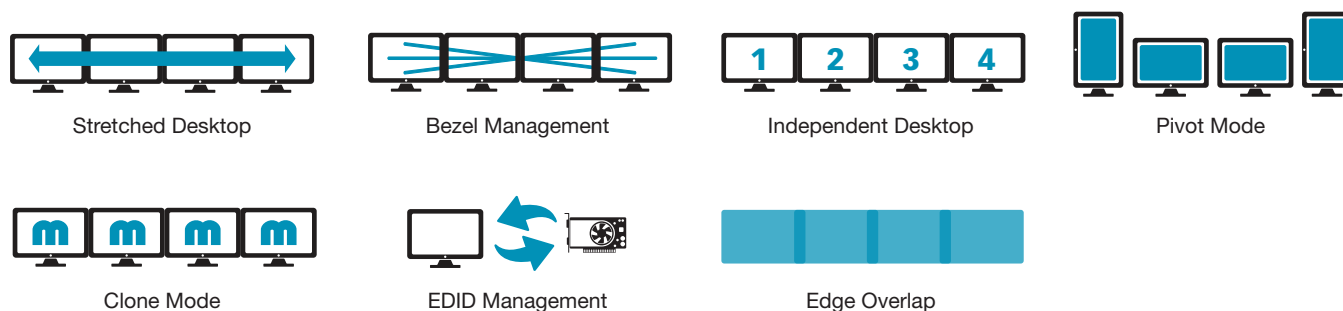 1 2 3 4
Stretched Desktop
Bezel Management
Independent Desktop
Pivot Mode
m m m m
Clone Mode
EDID Management
Edge Overlap